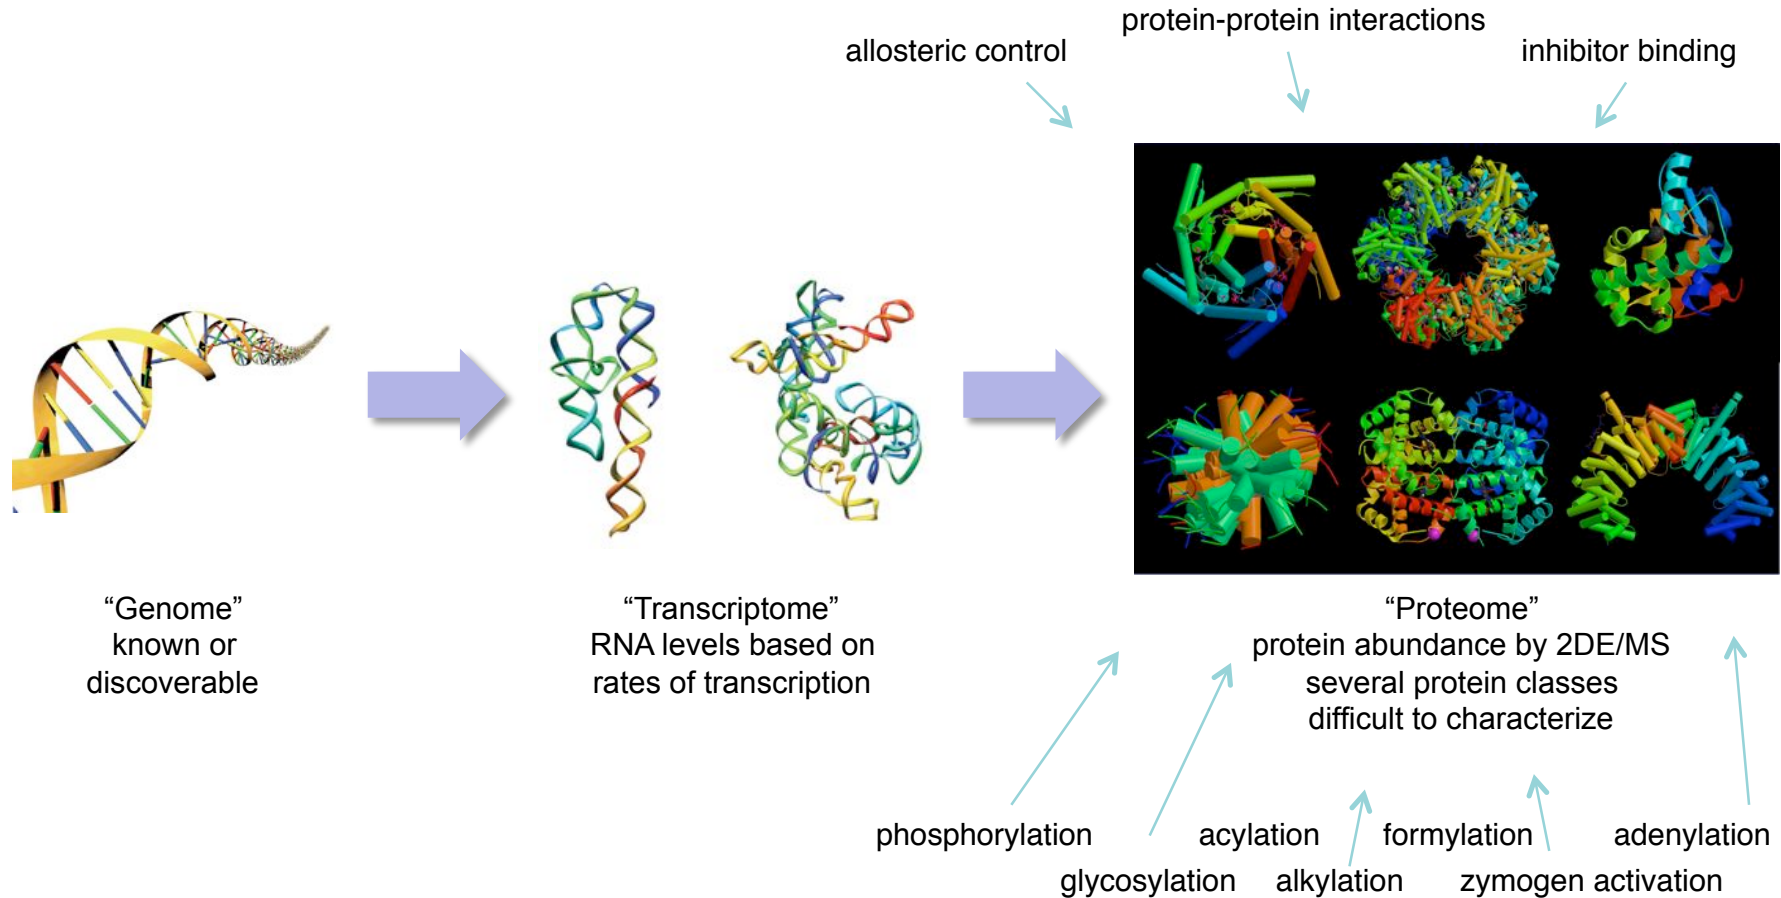 protein-protein interactions
allosteric control
inhibitor binding
“Genome”
known or
discoverable
“Transcriptome”
RNA levels based on
rates of transcription
“Proteome”
protein abundance by 2DE/MS
several protein classes
difficult to characterize
phosphorylation
acylation
formylation
adenylation
glycosylation
alkylation
zymogen activation